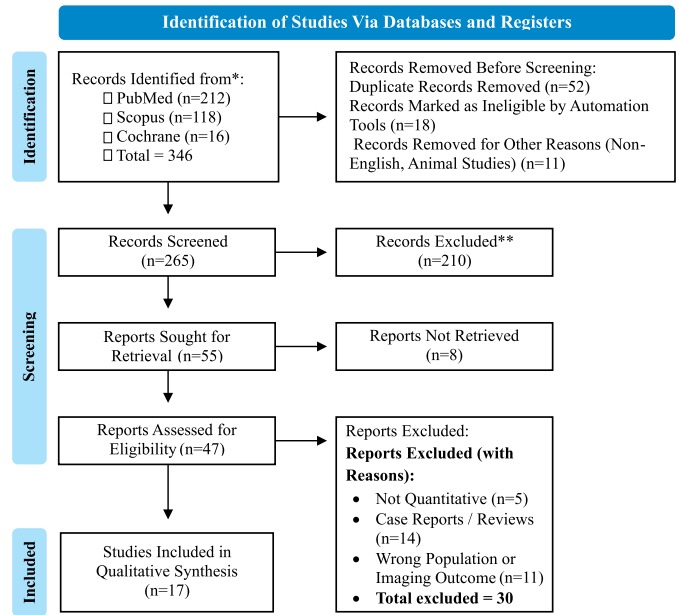 Identification of Studies Via Databases and Registers
Identification
Records Identified from*:
PubMed (n=212)
Scopus (n=118)
Cochrane (n=16)
Total = 346
Records Removed Before Screening:
Duplicate Records Removed (n=52)
Records Marked as Ineligible by Automation
Tools (n=18)
Records Removed for Other Reasons (Non-
English, Animal Studies) (n=11)
Screening
Records Screened
(n=265)
Records Excluded**
(n=210)
Reports Sought for
Retrieval (n=55)
Reports Not Retrieved
(n=8)
Reports Assessed for
Eligibility (n=47)
Reports Excluded:
Reports Excluded (with
Reasons):
• Not Quantitative (n=5)
• Case Reports / Reviews
(n=14)
• Wrong Population or
Imaging Outcome (n=11)
• Total excluded = 30
Included
Studies Included in
Qualitative Synthesis
(n=17)